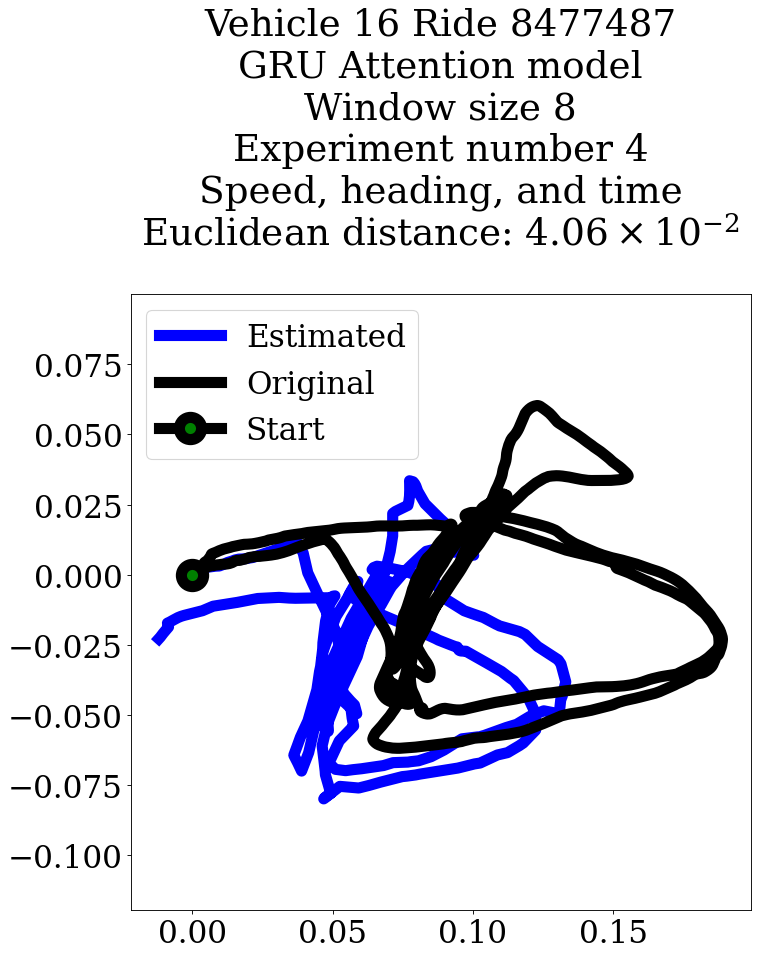 Vehicle 16 Ride 8477487
GRU Attention model
Window size 8
Experiment number 4
Speed, heading, and time
Euclidean distance: 4.06 × 10⁻²
Estimated
Original
Start
0.075
0.050
0.025
0.000
−0.025
−0.050
−0.075
−0.100
0.00 0.05 0.10 0.15